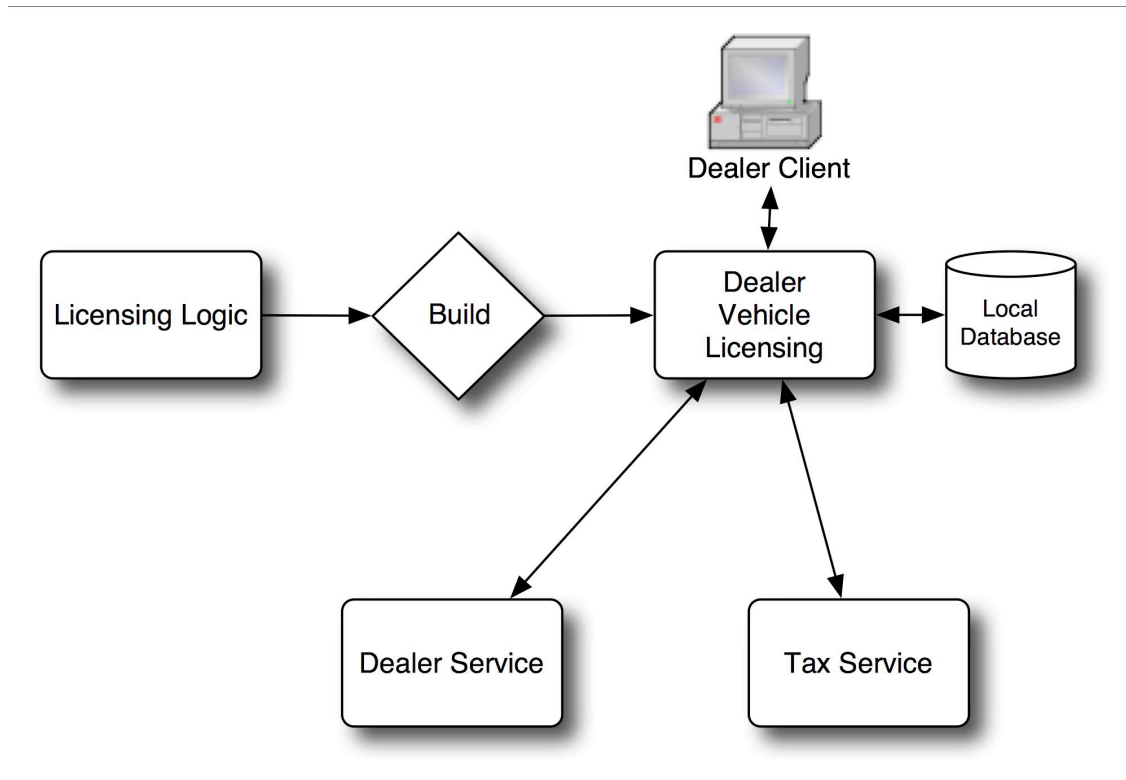 Dealer Client
Licensing Logic
Build
Dealer
Vehicle
Licensing
Local
Database
Dealer Service
Tax Service